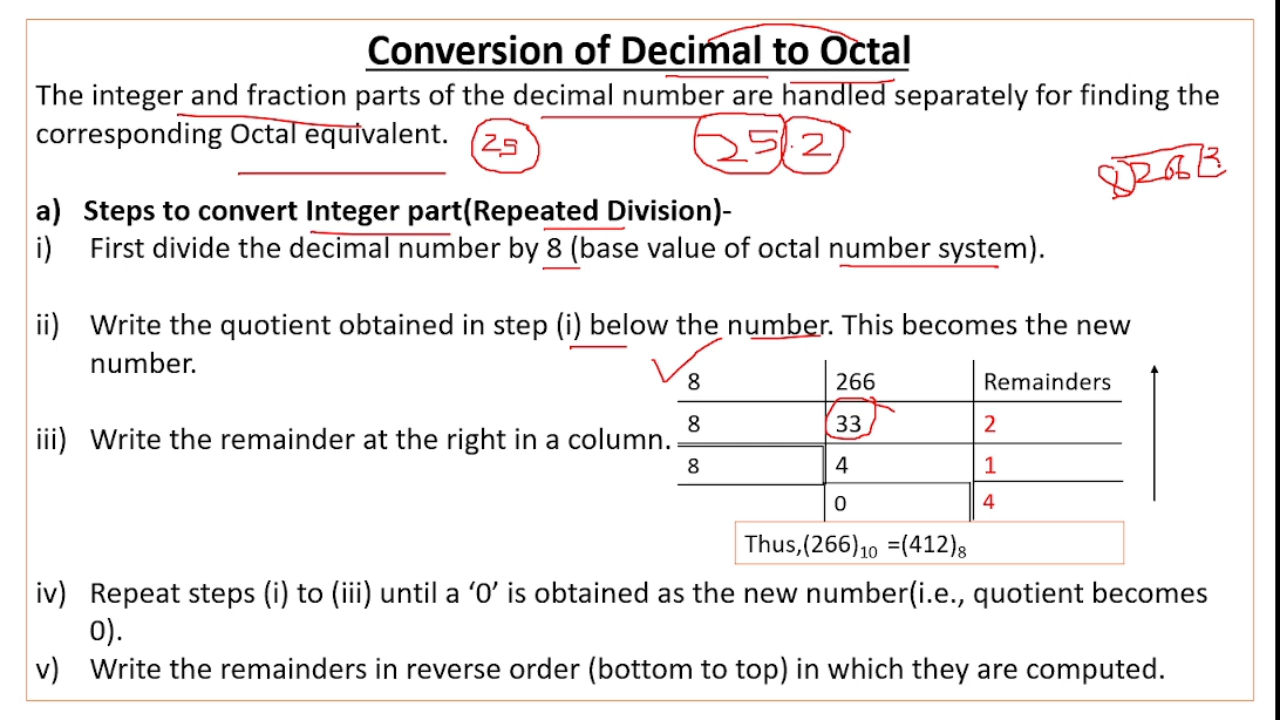 Conversion of Decimal to Octal
The integer and fraction parts of the decimal number are handled separately for finding the
corresponding Octal equivalent.
25
25.2
8)266
a) Steps to convert Integer part(Repeated Division)-
i) First divide the decimal number by 8 (base value of octal number system).
ii) Write the quotient obtained in step (i) below the number. This becomes the new
number.
8 266 Remainders
8 33 2
iii) Write the remainder at the right in a column.
8 4 1
0 4
Thus,(266)₁₀ =(412)₈
iv) Repeat steps (i) to (iii) until a ‘0’ is obtained as the new number(i.e., quotient becomes
0).
v) Write the remainders in reverse order (bottom to top) in which they are computed.